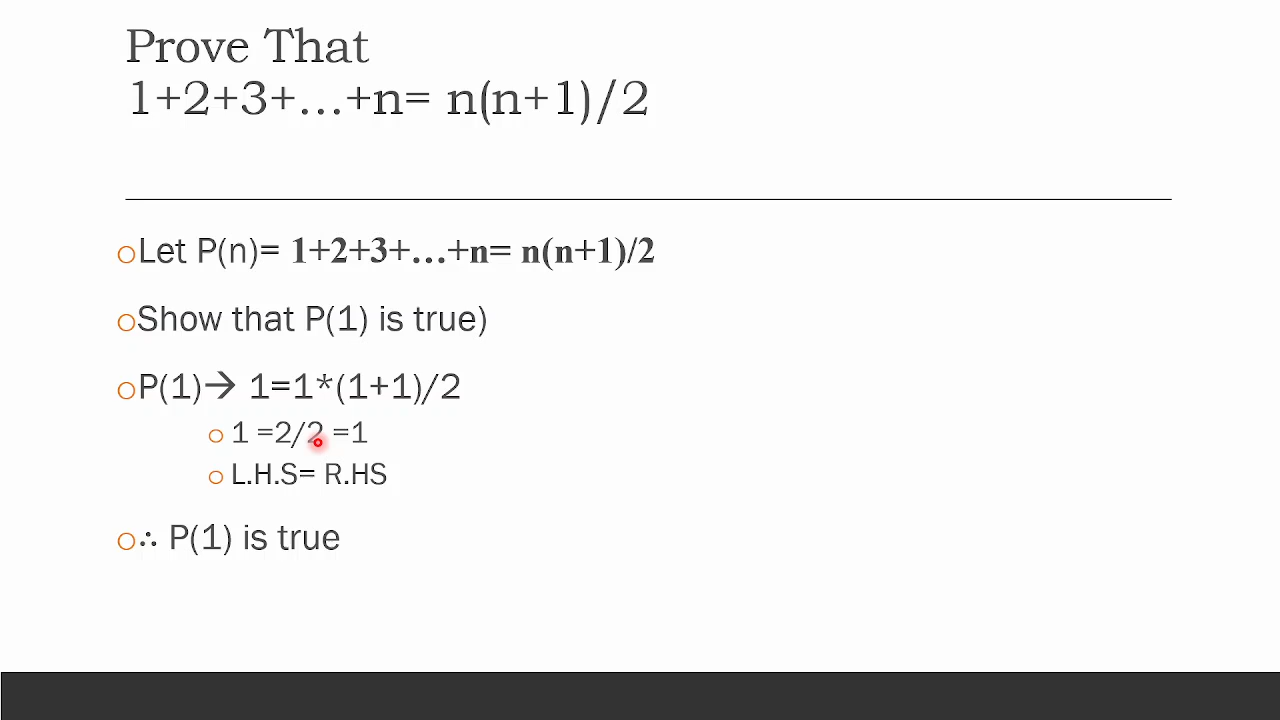 Prove That
1+2+3+...+n= n(n+1)/2
Let P(n)= 1+2+3+...+n= n(n+1)/2
Show that P(1) is true)
P(1)→ 1=1*(1+1)/2
1 =2/2 =1
L.H.S= R.HS
∴ P(1) is true